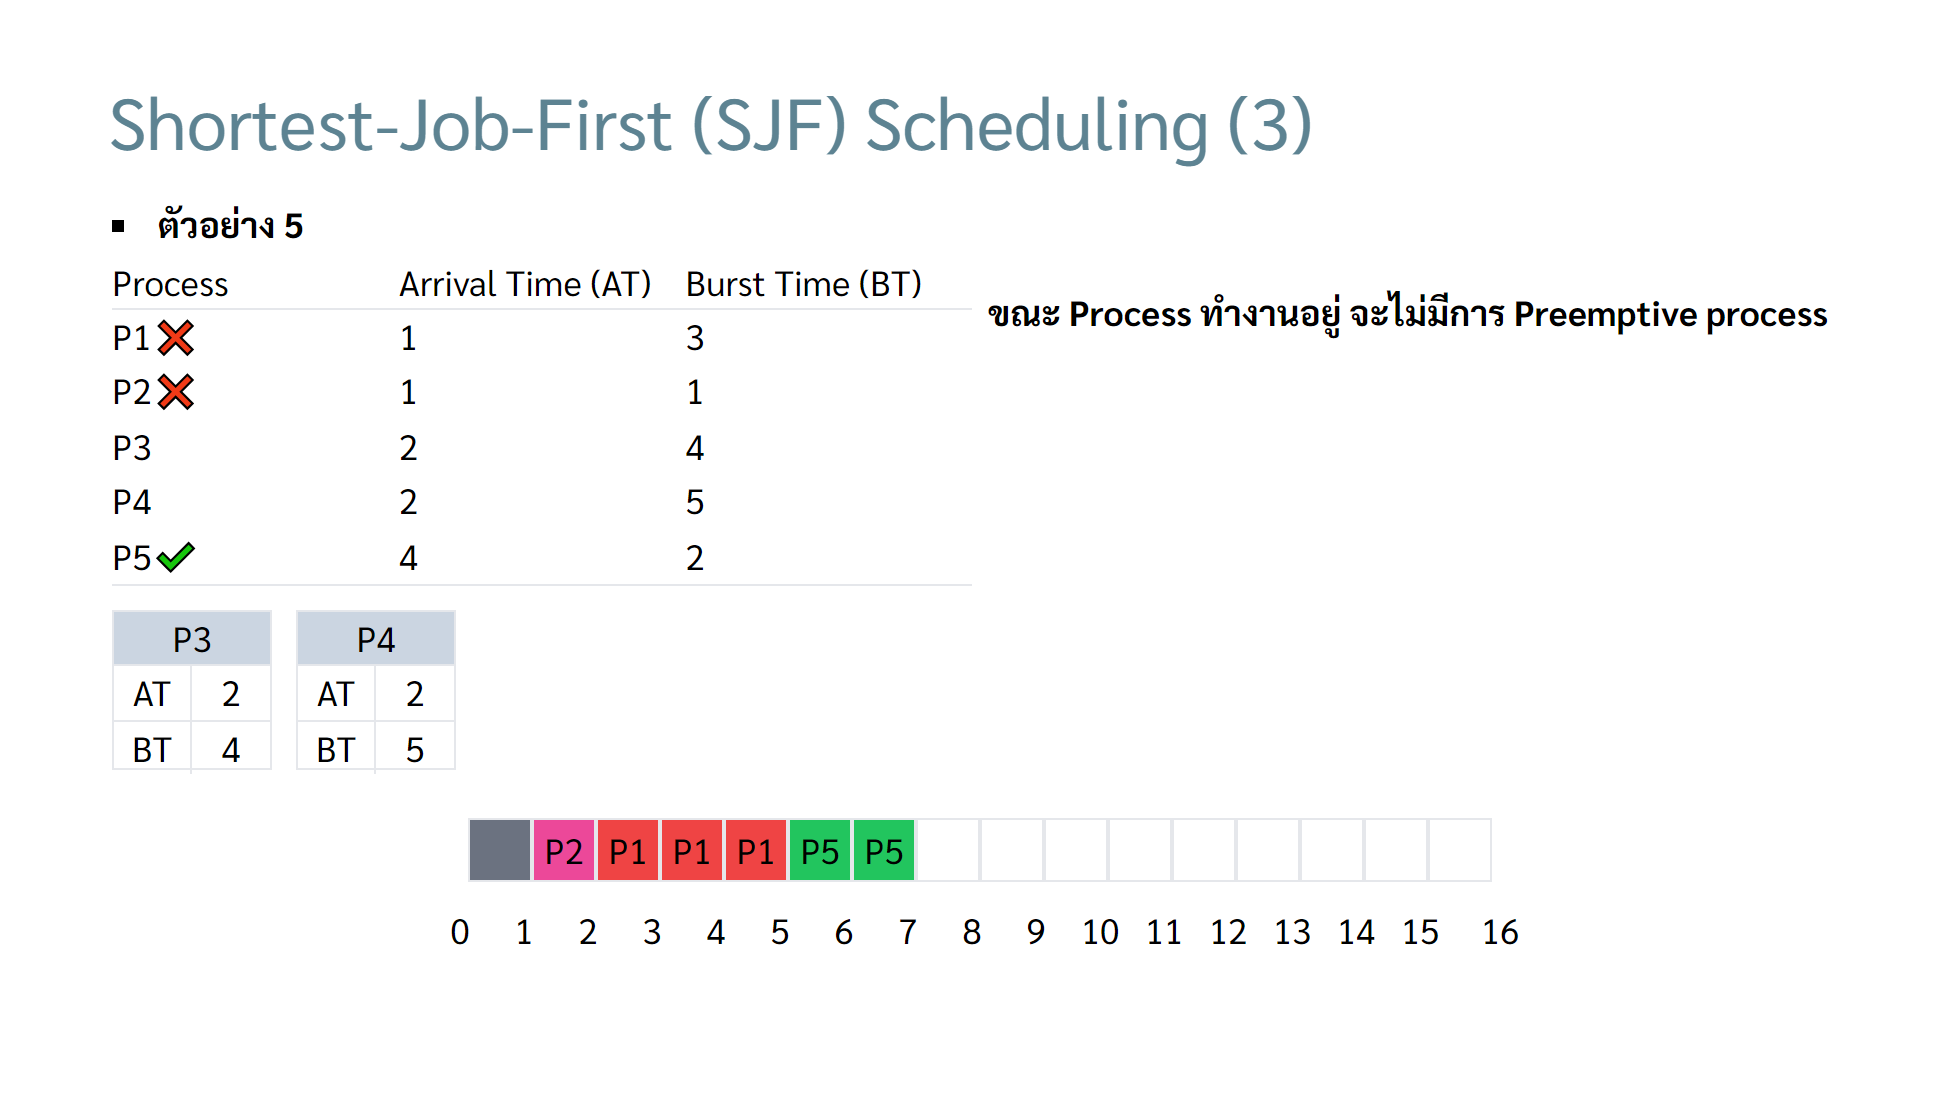 Shortest-Job-First (SJF) Scheduling (3)
ตัวอย่าง 5
Process Arrival Time (AT) Burst Time (BT)
ขณะ Process ทำงานอยู่ จะไม่มีการ Preemptive process
P1 1 3
P2 1 1
P3 2 4
P4 2 5
P5 4 2
P3 P4
AT 2 AT 2
BT 4 BT 5
P2 P1 P1 P1 P5 P5
0 1 2 3 4 5 6 7 8 9 10 11 12 13 14 15 16